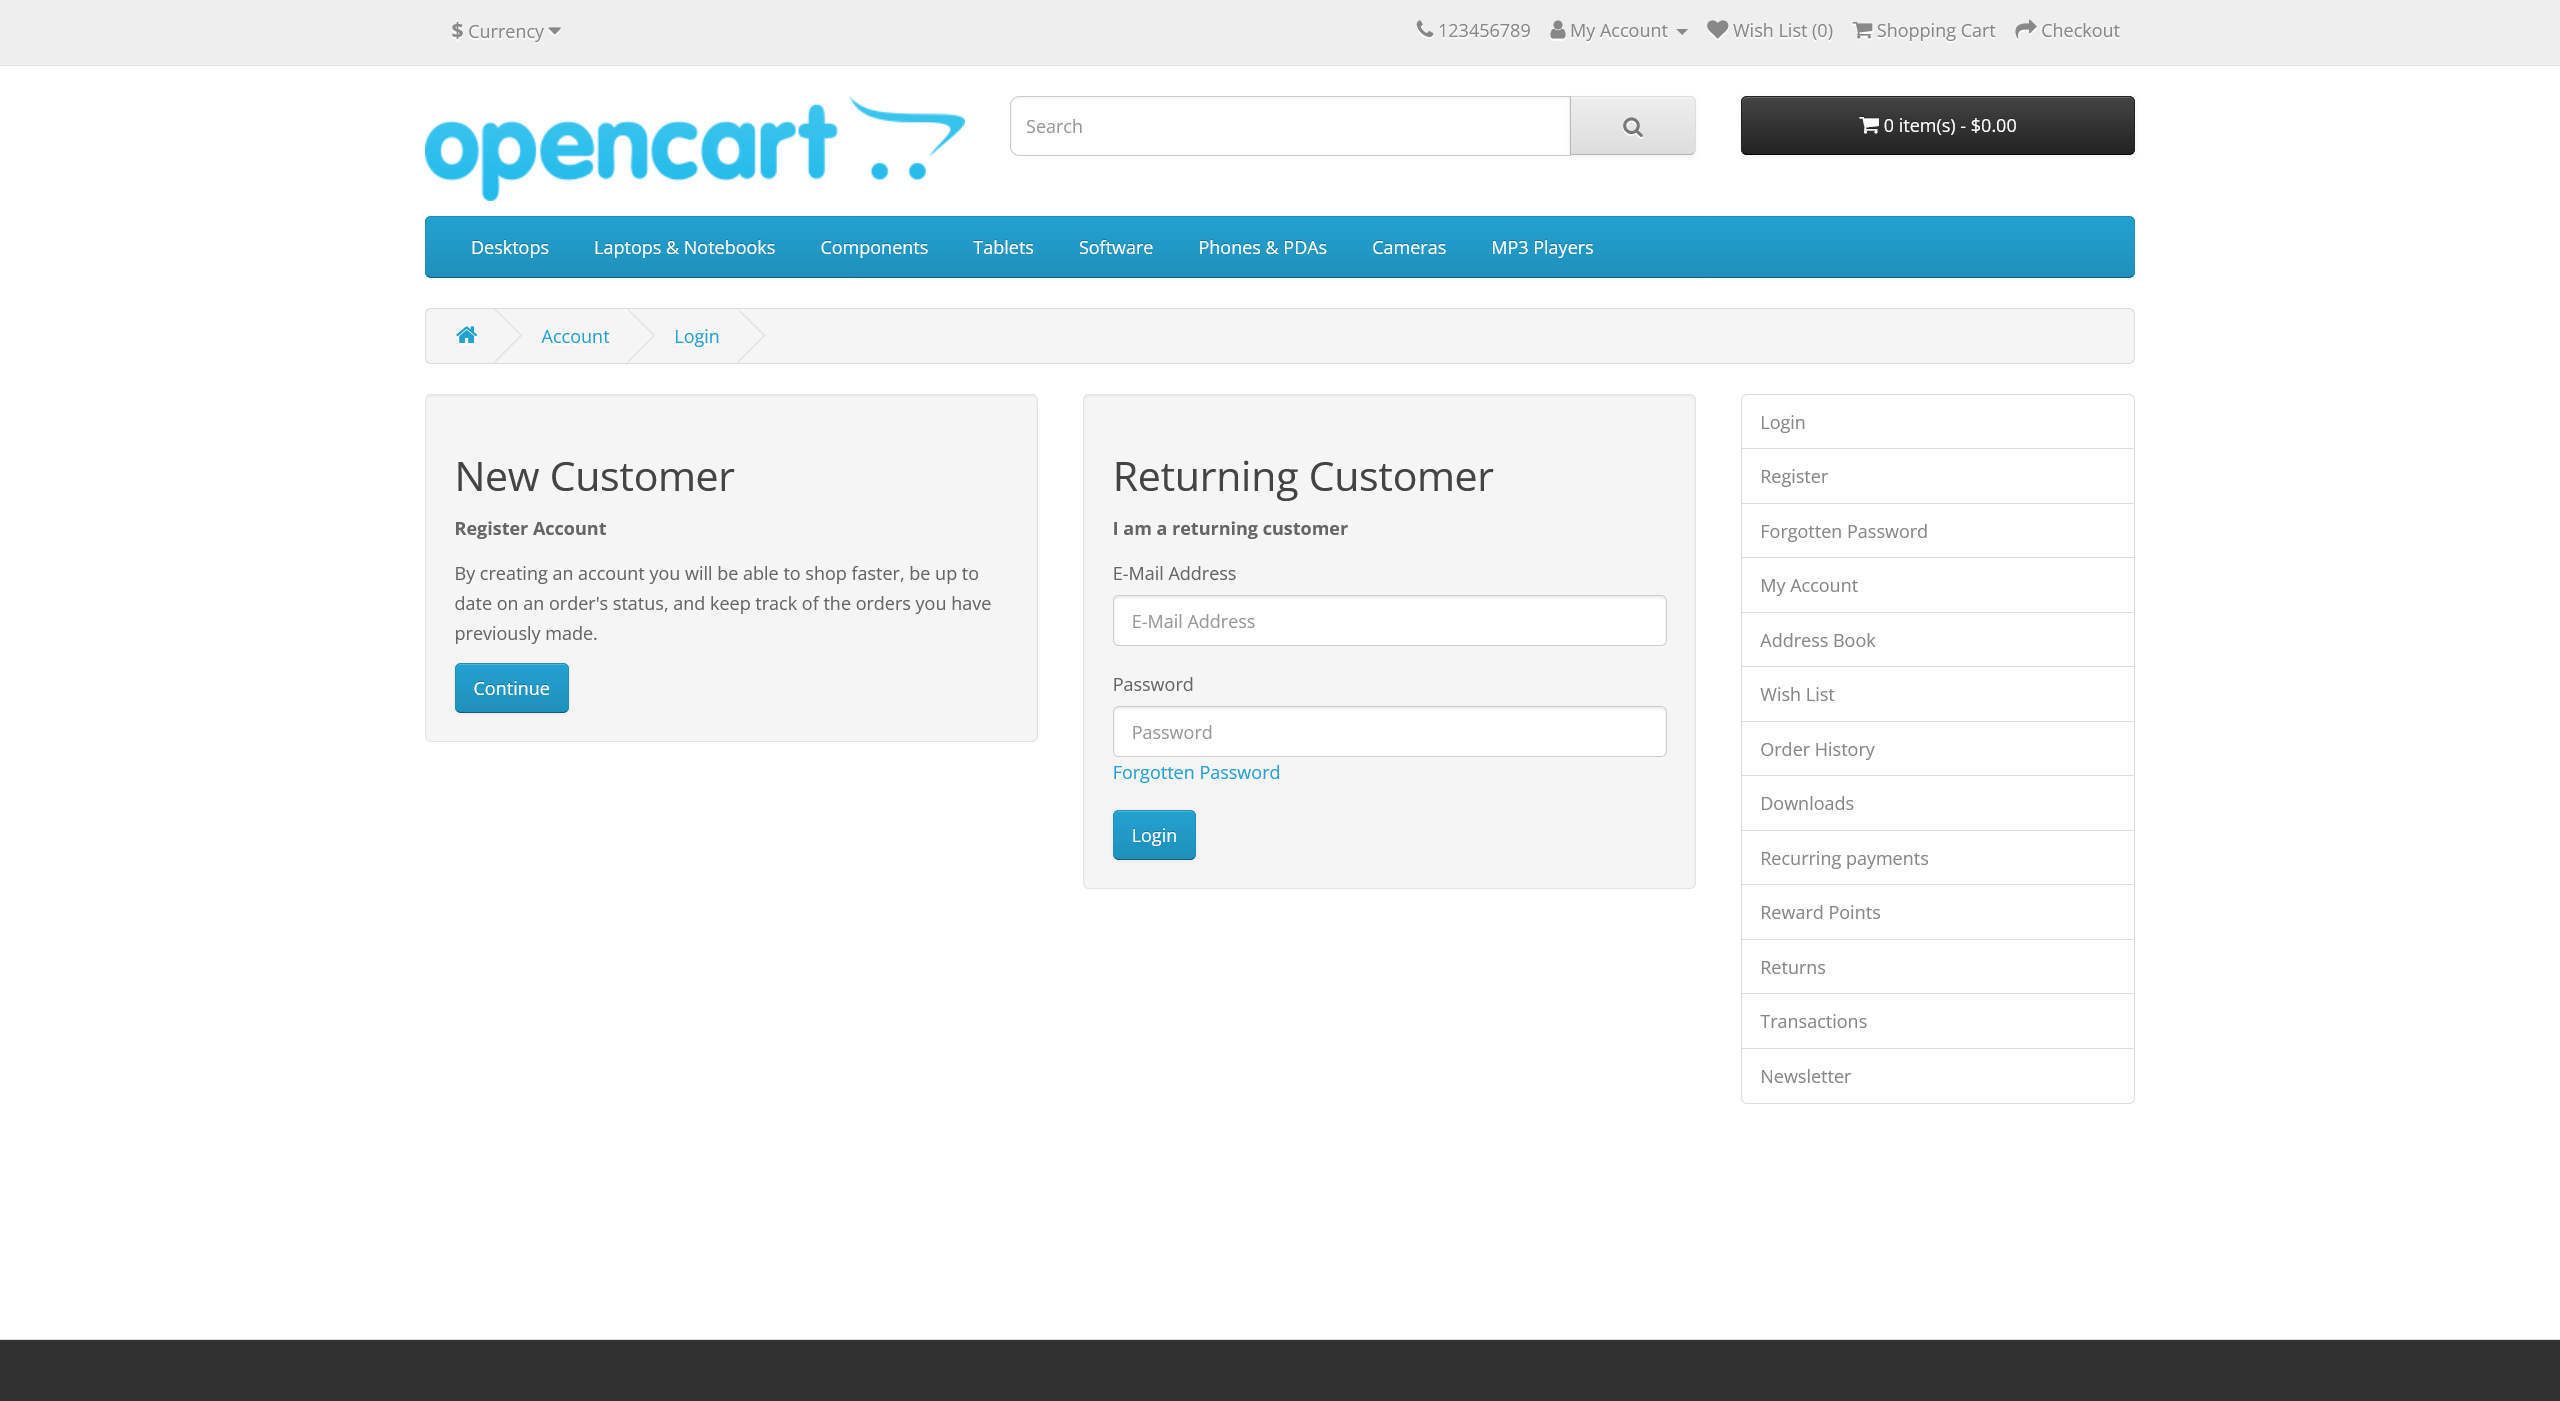 $ Currency
123456789 My Account Wish List (0) Shopping Cart Checkout
opencart
Search
0 item(s) - $0.00
Desktops Laptops & Notebooks Components Tablets Software Phones & PDAs Cameras MP3 Players
Account Login
New Customer
Register Account
By creating an account you will be able to shop faster, be up to
date on an order's status, and keep track of the orders you have
previously made.
Continue
Returning Customer
I am a returning customer
E-Mail Address
E-Mail Address
Password
Password
Forgotten Password
Login
Login
Register
Forgotten Password
My Account
Address Book
Wish List
Order History
Downloads
Recurring payments
Reward Points
Returns
Transactions
Newsletter